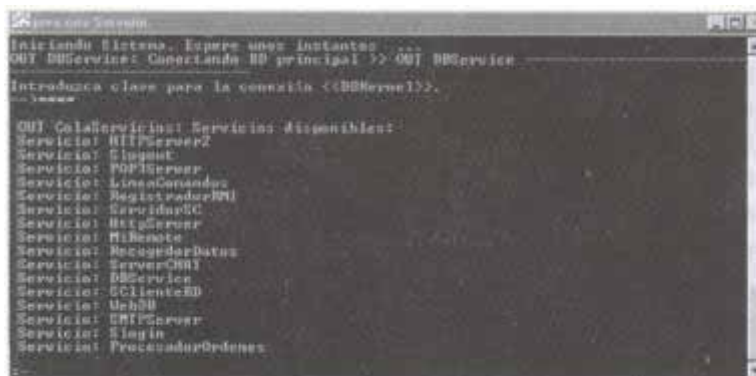 Iniciando Sistema. Espere unos instantes ...
OUT DBService: Conectando BD principal >> OUT DBService --------------------
Introduzca clave para la conexión <<DBKernel>>.
-->****
OUT ColaServicios: Servicios disponibles:
Servicio: HTTPServer2
Servicio: Slogout
Servicio: POP3Server
Servicio: LineaComandos
Servicio: RegistradorRMI
Servicio: ServidorSC
Servicio: HttpServer
Servicio: MiRemote
Servicio: RecogedorDatos
Servicio: ServerCHAT
Servicio: DBService
Servicio: SClienteBD
Servicio: WebDB
Servicio: SMTPServer
Servicio: Slogin
Servicio: ProcesadorOrdenes